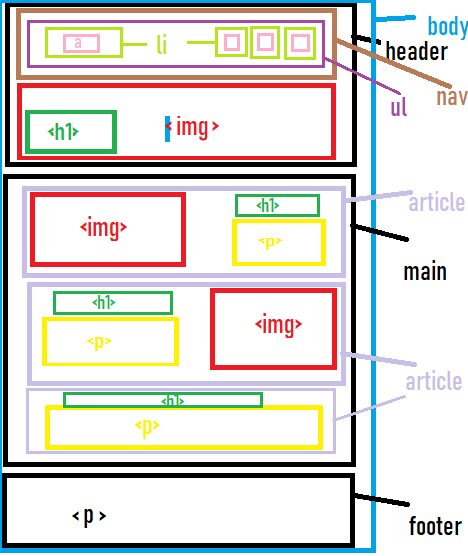 body
a
li
header
nav
ul
<h1>
<img>
article
<img>
<h1>
<p>
main
<h1>
<p>
<img>
article
<h1>
<p>
<p>
footer